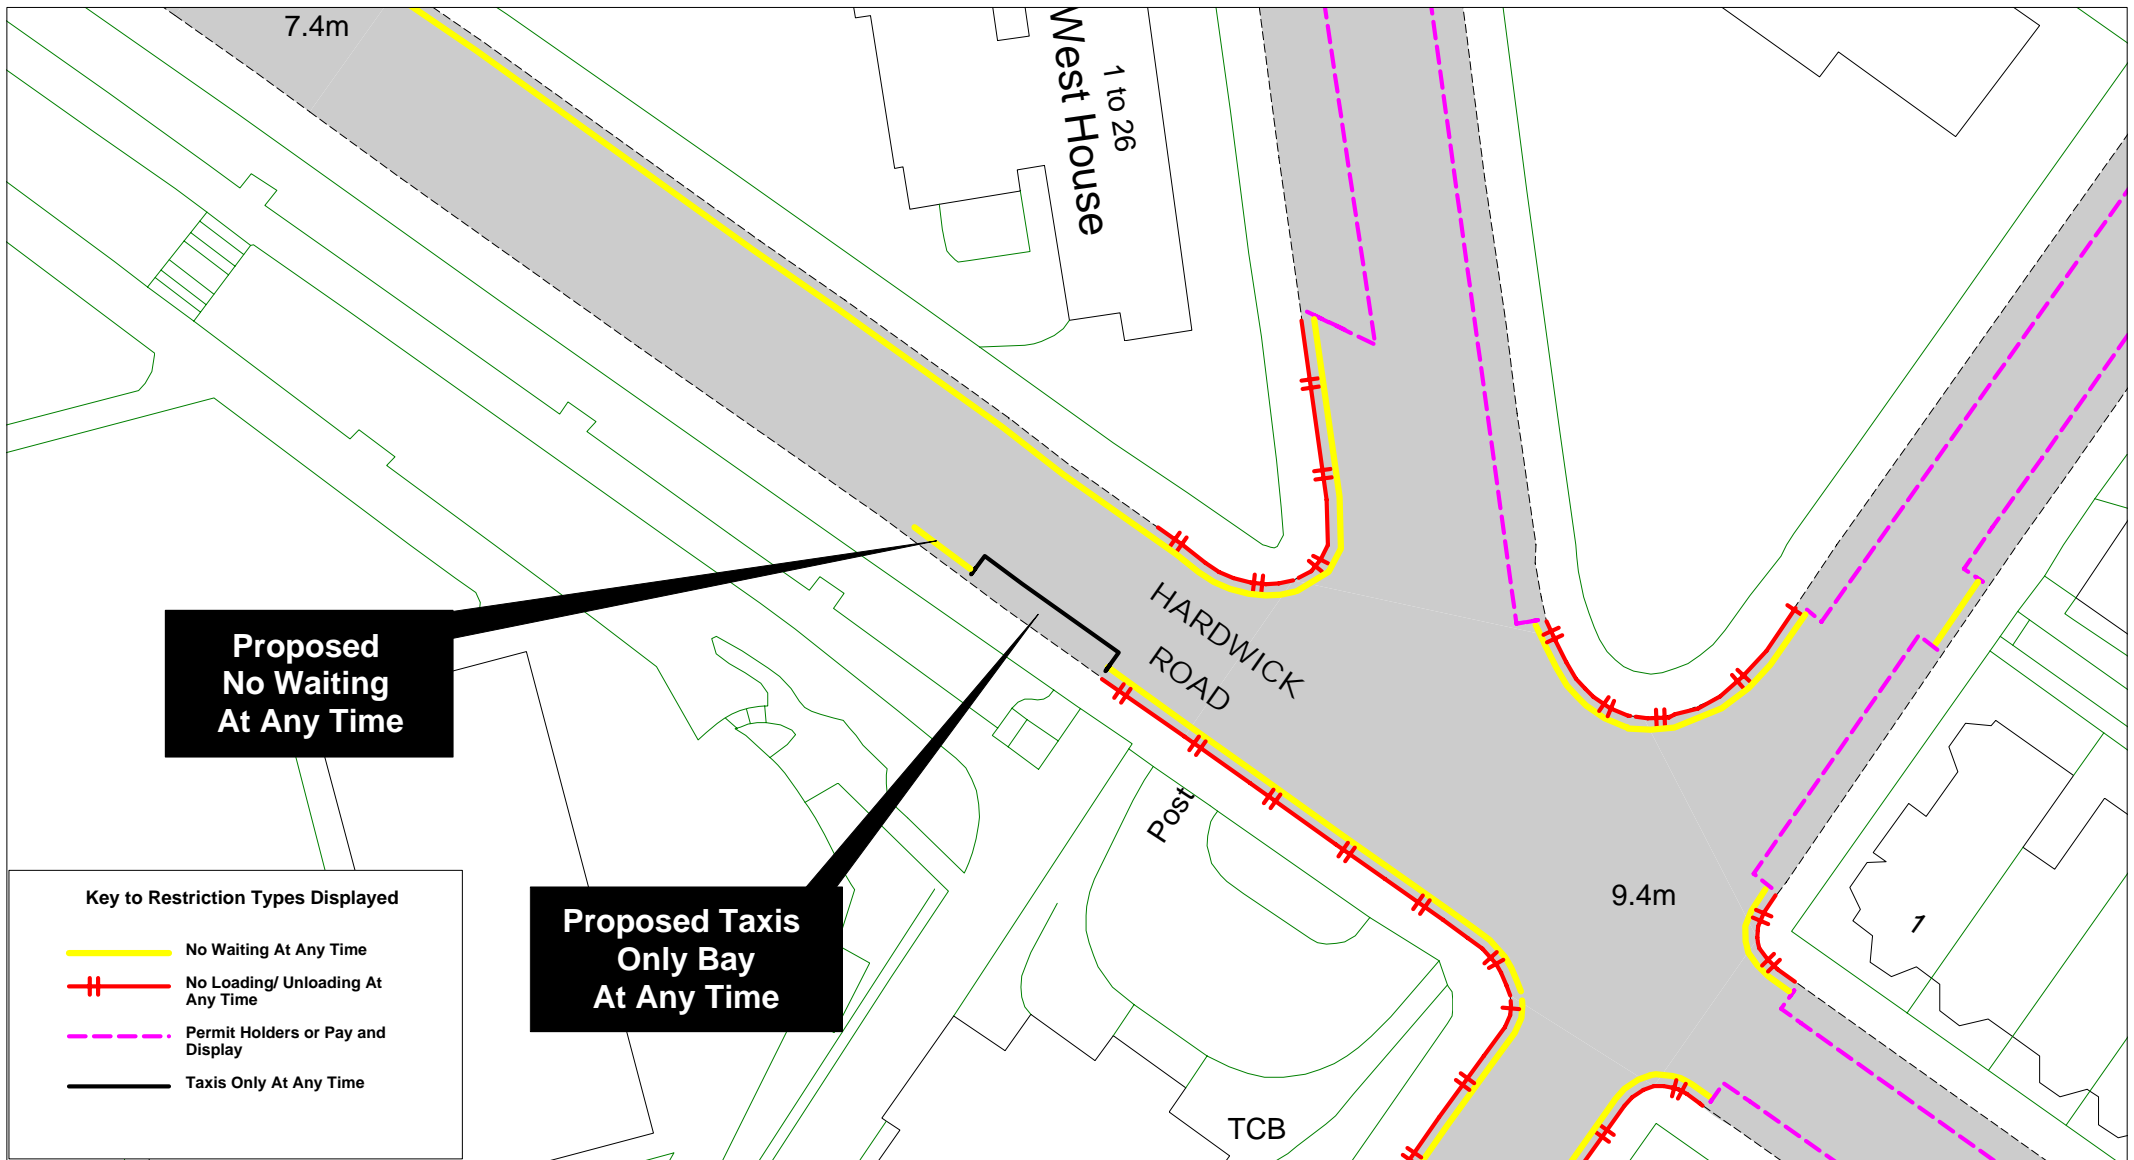 7.4m
1 to 26
West House
HARDWICK
ROAD
Proposed
No Waiting
At Any Time
Post
Proposed Taxis
Only Bay
At Any Time
9.4m
1
TCB
Key to Restriction Types Displayed
No Waiting At Any Time
No Loading/ Unloading At
Any Time
Permit Holders or Pay and
Display
Taxis Only At Any Time